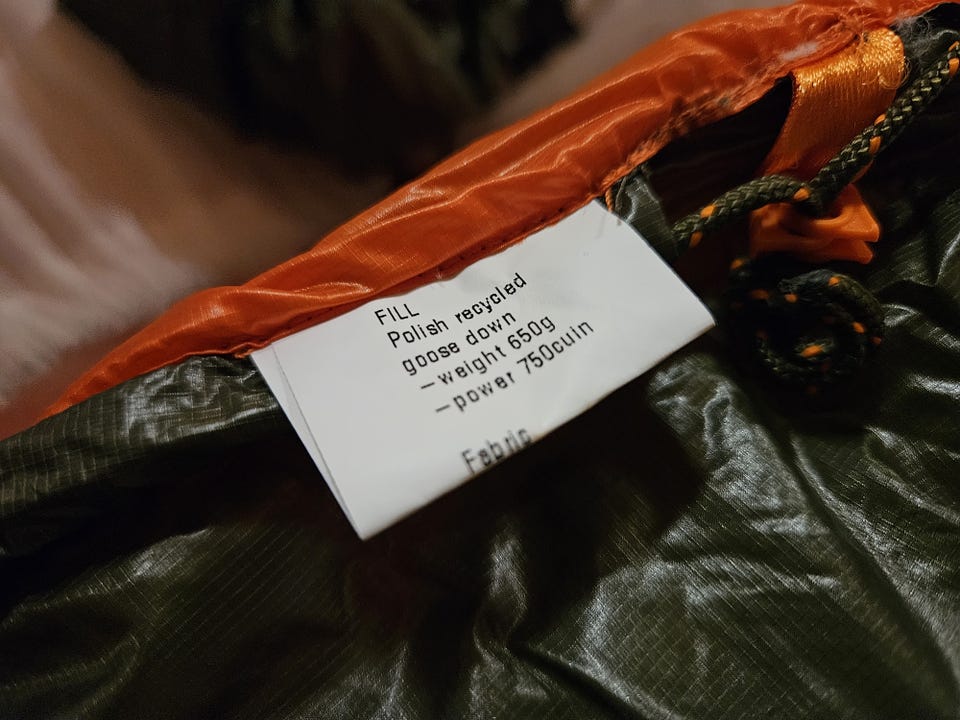 FILL
Polish recycled
goose down
-weight 650g
-power 750cuin
Fabric